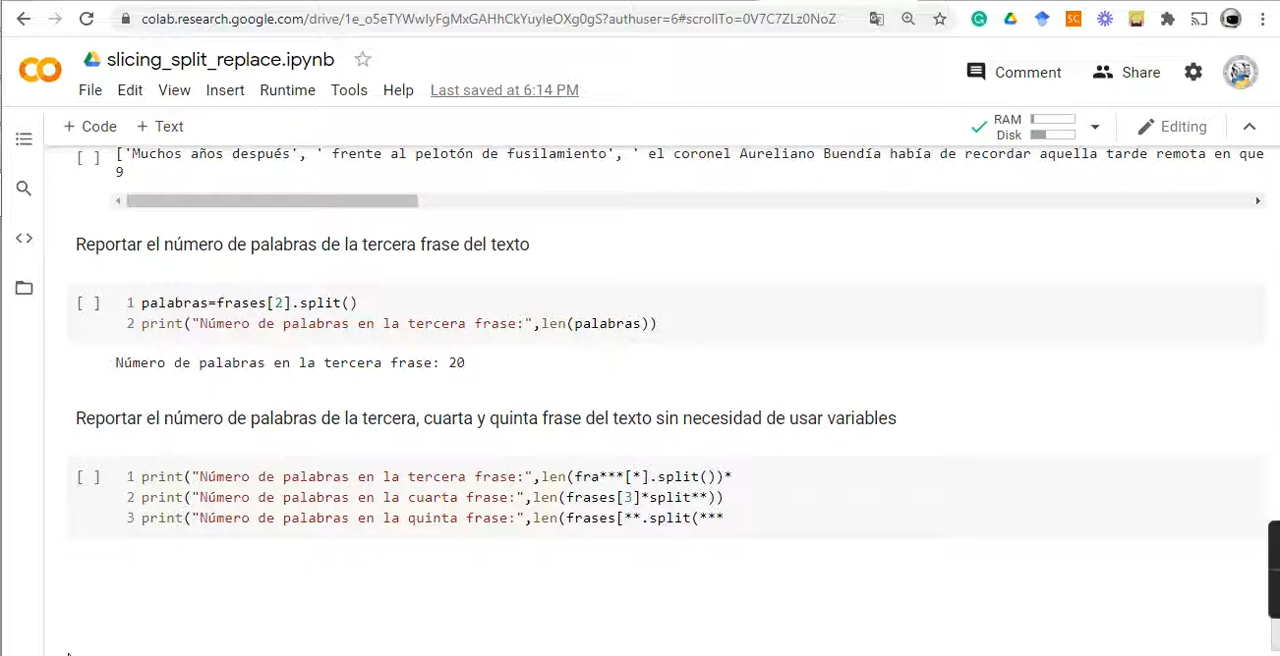 colab.research.google.com/drive/1e_o5eTYWwIyFgMxGAHhCkYuyIeOXg0gS?authuser=6#scrollTo=0V7C7ZLz0NoZ
SC
CO slicing_split_replace.ipynb
Comment Share
File Edit View Insert Runtime Tools Help Last saved at 6:14 PM
+ Code + Text
RAM
Disk
Editing
[ ] ['Muchos años después', ' frente al pelotón de fusilamiento', ' el coronel Aureliano Buendía había de recordar aquella tarde remota en que
9
Reportar el número de palabras de la tercera frase del texto
[ ] 1 palabras=frases[2].split()
2 print("Número de palabras en la tercera frase:",len(palabras))
Número de palabras en la tercera frase: 20
Reportar el número de palabras de la tercera, cuarta y quinta frase del texto sin necesidad de usar variables
[ ] 1 print("Número de palabras en la tercera frase:",len(fra***[*].split())*
2 print("Número de palabras en la cuarta frase:",len(frases[3]*split**))
3 print("Número de palabras en la quinta frase:",len(frases[**.split(***